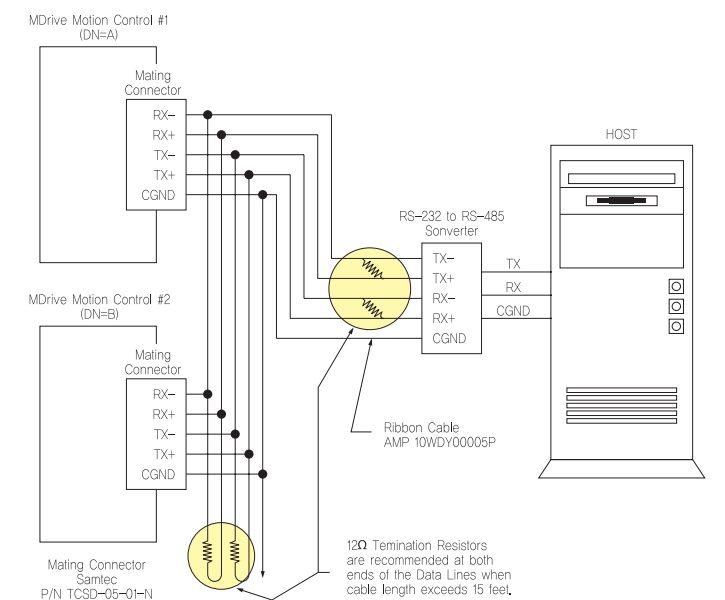 MDrive Motion Control #1
(DN=A)
Mating
Connector
RX-
RX+
TX-
TX+
CGND
HOST
RS-232 to RS-485
Sonverter
TX-
TX+
RX-
RX+
CGND
TX
RX
CGND
MDrive Motion Control #2
(DN=B)
Mating
Connector
RX-
RX+
TX-
TX+
CGND
Ribbon Cable
AMP 10WDY00005P
Mating Connector
Samtec
P/N TCSD-05-01-N
12Ω Temination Resistors
are recommended at both
ends of the Data Lines when
cable length exceeds 15 feet.